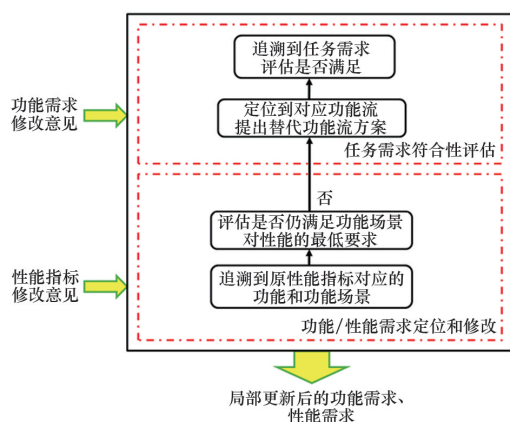 追溯到任务需求
评估是否满足
功能需求
修改意见
定位到对应功能流
提出替代功能流方案
任务需求符合性评估
否
评估是否仍满足功能场景
对性能的最低要求
性能指标
修改意见
追溯到原性能指标对应的
功能和功能场景
功能/性能需求定位和修改
局部更新后的功能需求、
性能需求